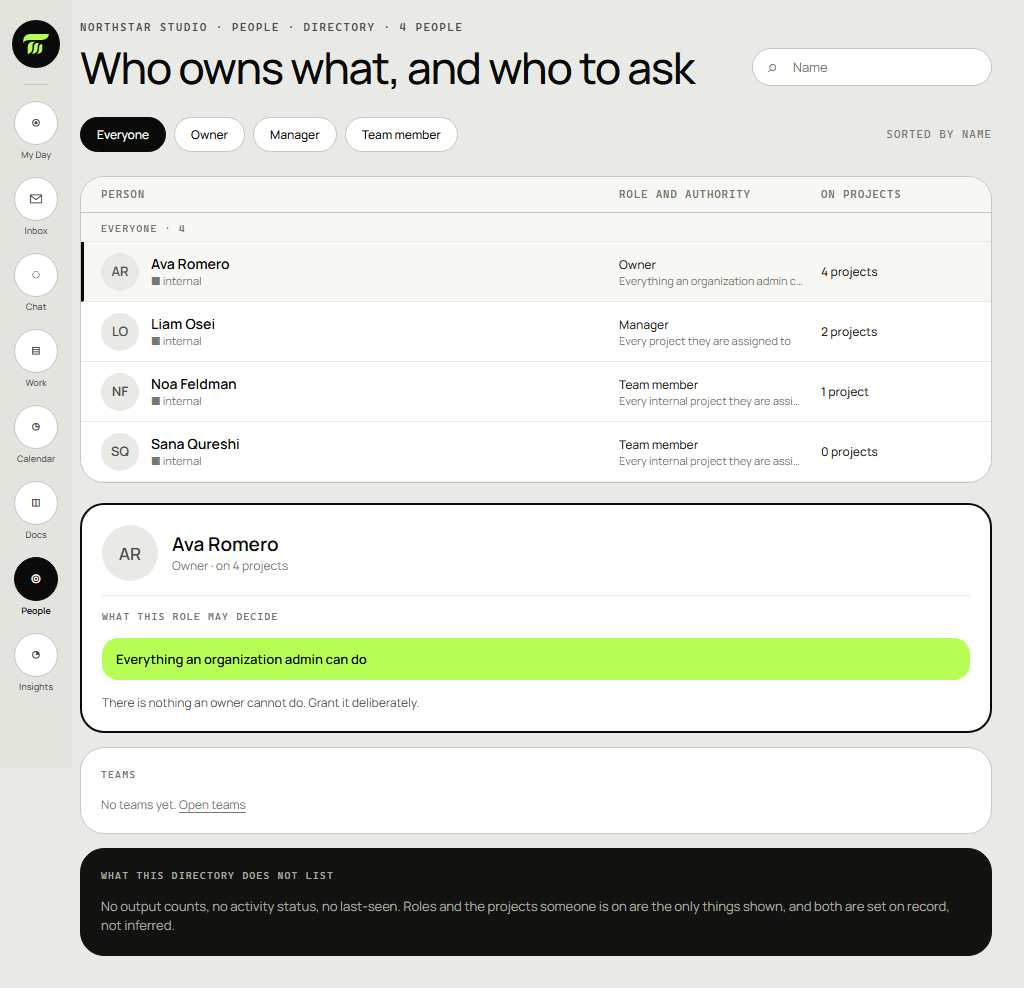 NORTHSTAR STUDIO · PEOPLE · DIRECTORY · 4 PEOPLE
Who owns what, and who to ask
Name
Everyone
Owner
Manager
Team member
SORTED BY NAME
My Day
Inbox
Chat
Work
Calendar
Docs
People
Insights
PERSON
ROLE AND AUTHORITY
ON PROJECTS
EVERYONE · 4
AR
Ava Romero
internal
Owner
Everything an organization admin c…
4 projects
LO
Liam Osei
internal
Manager
Every project they are assigned to
2 projects
NF
Noa Feldman
internal
Team member
Every internal project they are assi…
1 project
SQ
Sana Qureshi
internal
Team member
Every internal project they are assi…
0 projects
AR
Ava Romero
Owner · on 4 projects
WHAT THIS ROLE MAY DECIDE
Everything an organization admin can do
There is nothing an owner cannot do. Grant it deliberately.
TEAMS
No teams yet. Open teams
WHAT THIS DIRECTORY DOES NOT LIST
No output counts, no activity status, no last-seen. Roles and the projects someone is on are the only things shown, and both are set on record,
not inferred.